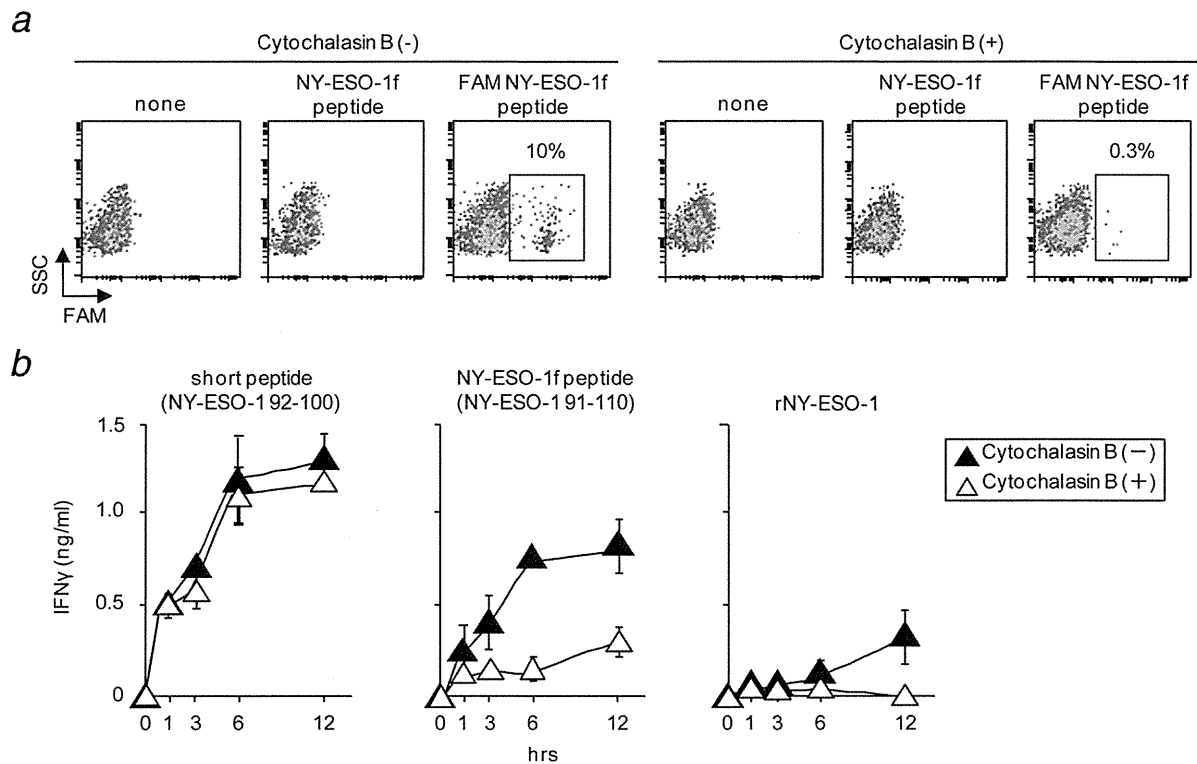 a
Cytochalasin B (-)
Cytochalasin B (+)
none
NY-ESO-1f
peptide
FAM NY-ESO-1f
peptide
none
NY-ESO-1f
peptide
FAM NY-ESO-1f
peptide
10%
0.3%
SSC
FAM
b
short peptide
(NY-ESO-1 92-100)
NY-ESO-1f peptide
(NY-ESO-1 91-110)
rNY-ESO-1
Cytochalasin B (−)
Cytochalasin B (+)
IFNγ (ng/ml)
1.5
1.0
0.5
0
0 1 3 6 12
0 1 3 6 12
0 1 3 6 12
hrs